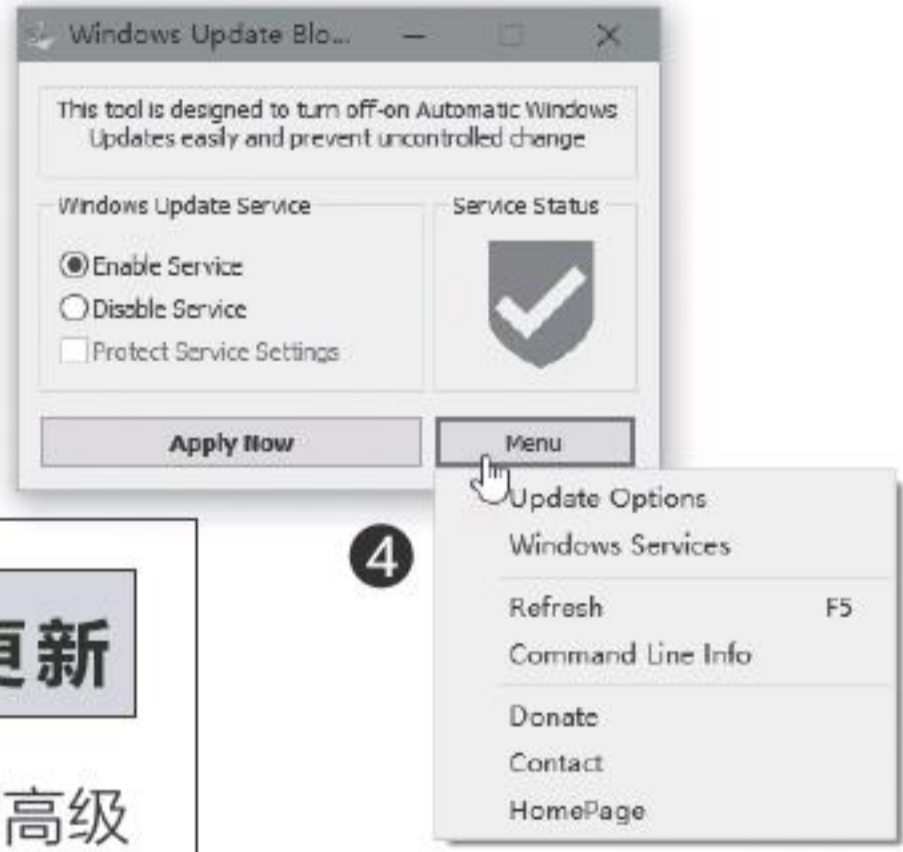 Windows Update Blo...
This tool is designed to turn off-on Automatic Windows
Updates easily and prevent uncontrolled change
Windows Update Service
Enable Service
Disable Service
Protect Service Settings
Service Status
Apply Now
Menu
Update Options
Windows Services
Refresh F5
Command Line Info
Donate
Contact
HomePage
4
更新
高级